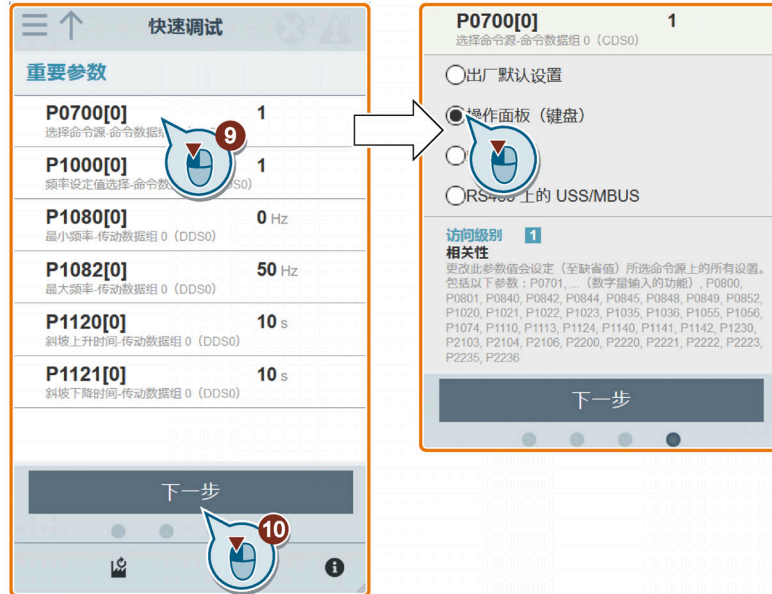 快速调试
重要参数
P0700[0] 1
选择命令源-命令数据
9
P1000[0] 1
频率设定值选择-命令数 S0)
P1080[0] 0 Hz
最小频率-传动数据组 0 (DDS0)
P1082[0] 50 Hz
最大频率-传动数据组 0 (DDS0)
P1120[0] 10 s
斜坡上升时间-传动数据组 0 (DDS0)
P1121[0] 10 s
斜坡下降时间-传动数据组 0 (DDS0)
下一步
10
P0700[0] 1
选择命令源-命令数据组 0 (CDS0)
出厂默认设置
操作面板（键盘）
RS485 上的 USS/MBUS
访问级别 1
相关性
更改此参数值会设定（至缺省值）所选命令源上的所有设置。
包括以下参数：P0701, ...（数字量输入的功能）, P0800,
P0801, P0840, P0842, P0844, P0845, P0848, P0849, P0852,
P1020, P1021, P1022, P1023, P1035, P1036, P1055, P1056,
P1074, P1110, P1113, P1124, P1140, P1141, P1142, P1230,
P2103, P2104, P2106, P2200, P2220, P2221, P2222, P2223,
P2235, P2236
下一步